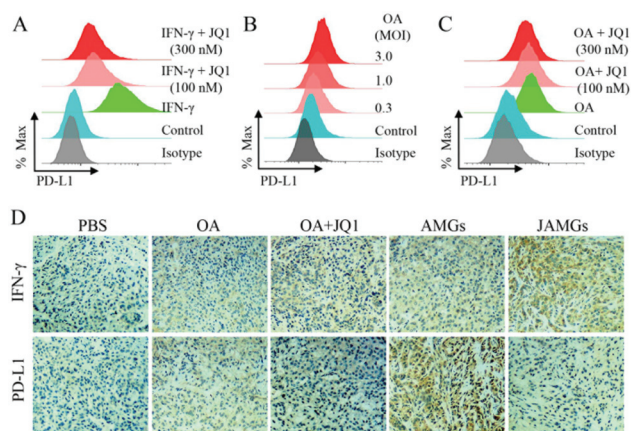 A
IFN-γ + JQ1
(300 nM)
IFN-γ + JQ1
(100 nM)
IFN-γ
Control
Isotype
% Max
PD-L1
B
OA
(MOI)
3.0
1.0
0.3
Control
Isotype
% Max
PD-L1
C
OA + JQ1
(300 nM)
OA+ JQ1
(100 nM)
OA
Control
Isotype
% Max
PD-L1
D
PBS
OA
OA+JQ1
AMGs
JAMGs
IFN-γ
PD-L1